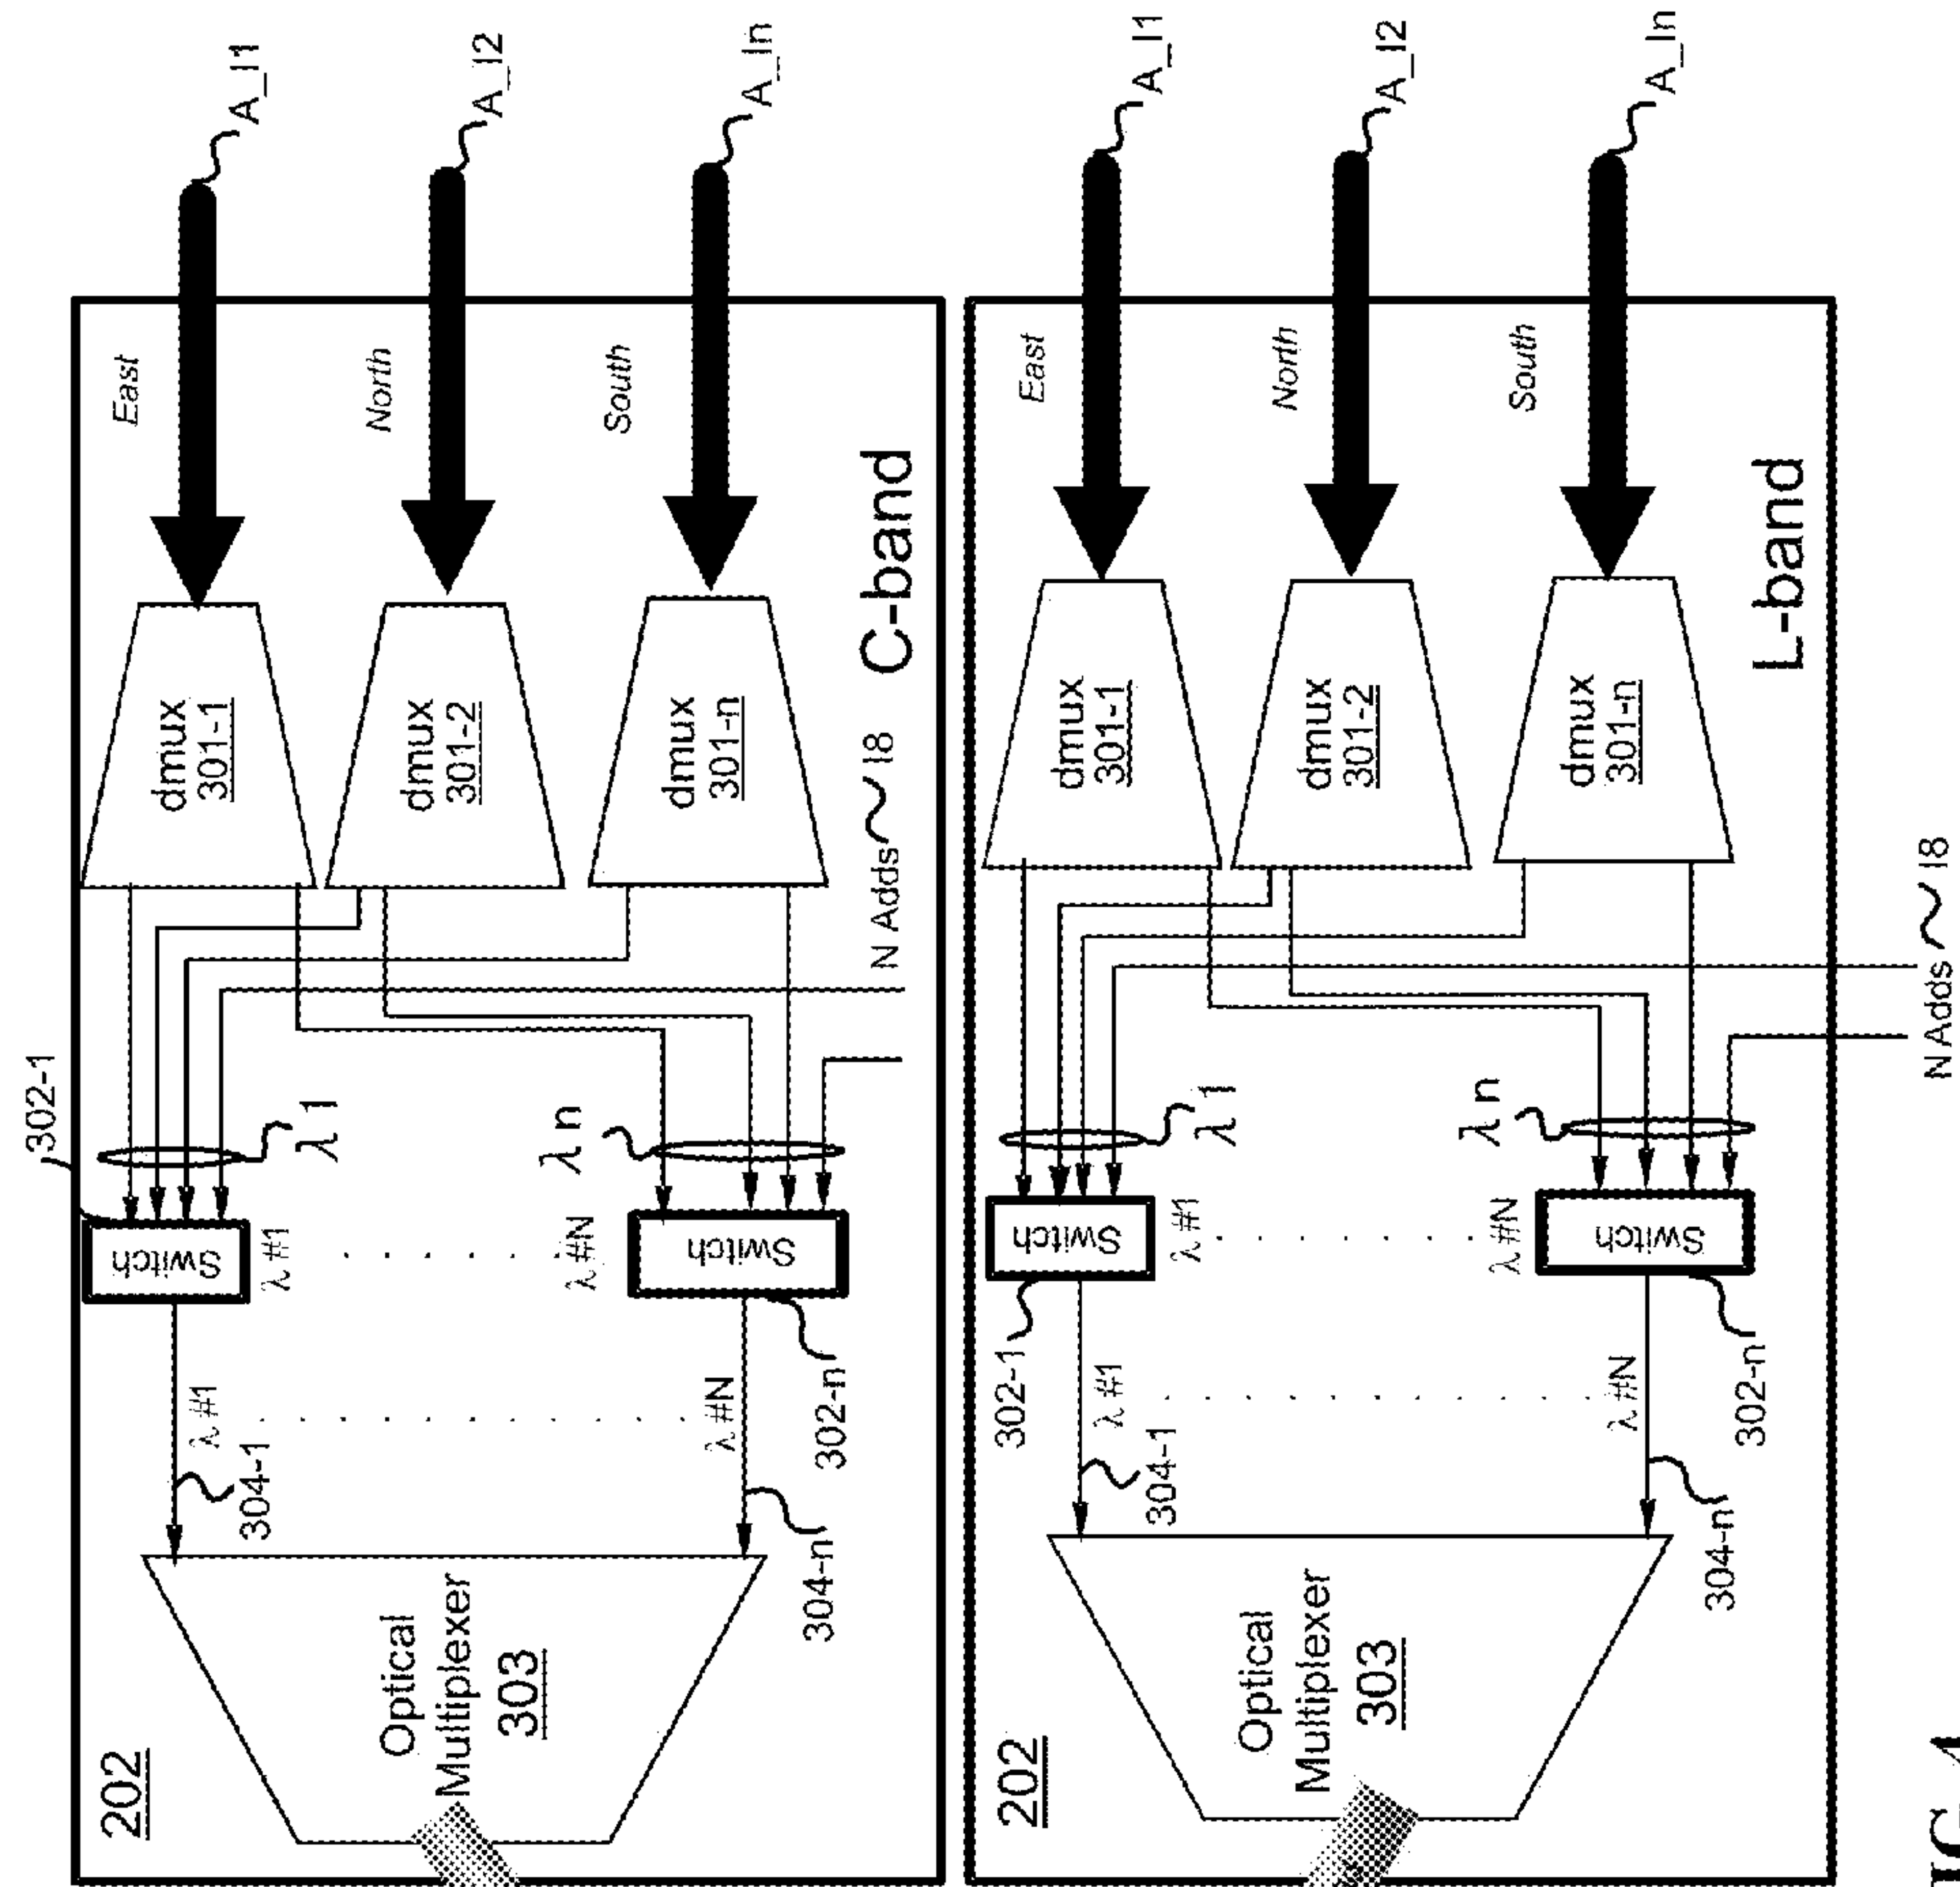 302-1
A_I1
A_I2
A_In
East
North
South
dmux
301-1
dmux
301-2
dmux
301-n
C-band
N Adds
I8
λ 1
λ n
Switch
λ #1
λ #N
Switch
λ #1
λ #N
304-1
304-n
302-n
Optical
Multiplexer
303
202
A_I1
A_I2
A_In
East
North
South
dmux
301-1
dmux
301-2
dmux
301-n
L-band
N Adds
I8
λ 1
λ n
Switch
λ #1
λ #N
Switch
302-1
λ #1
λ #N
302-n
304-1
304-n
Optical
Multiplexer
303
202